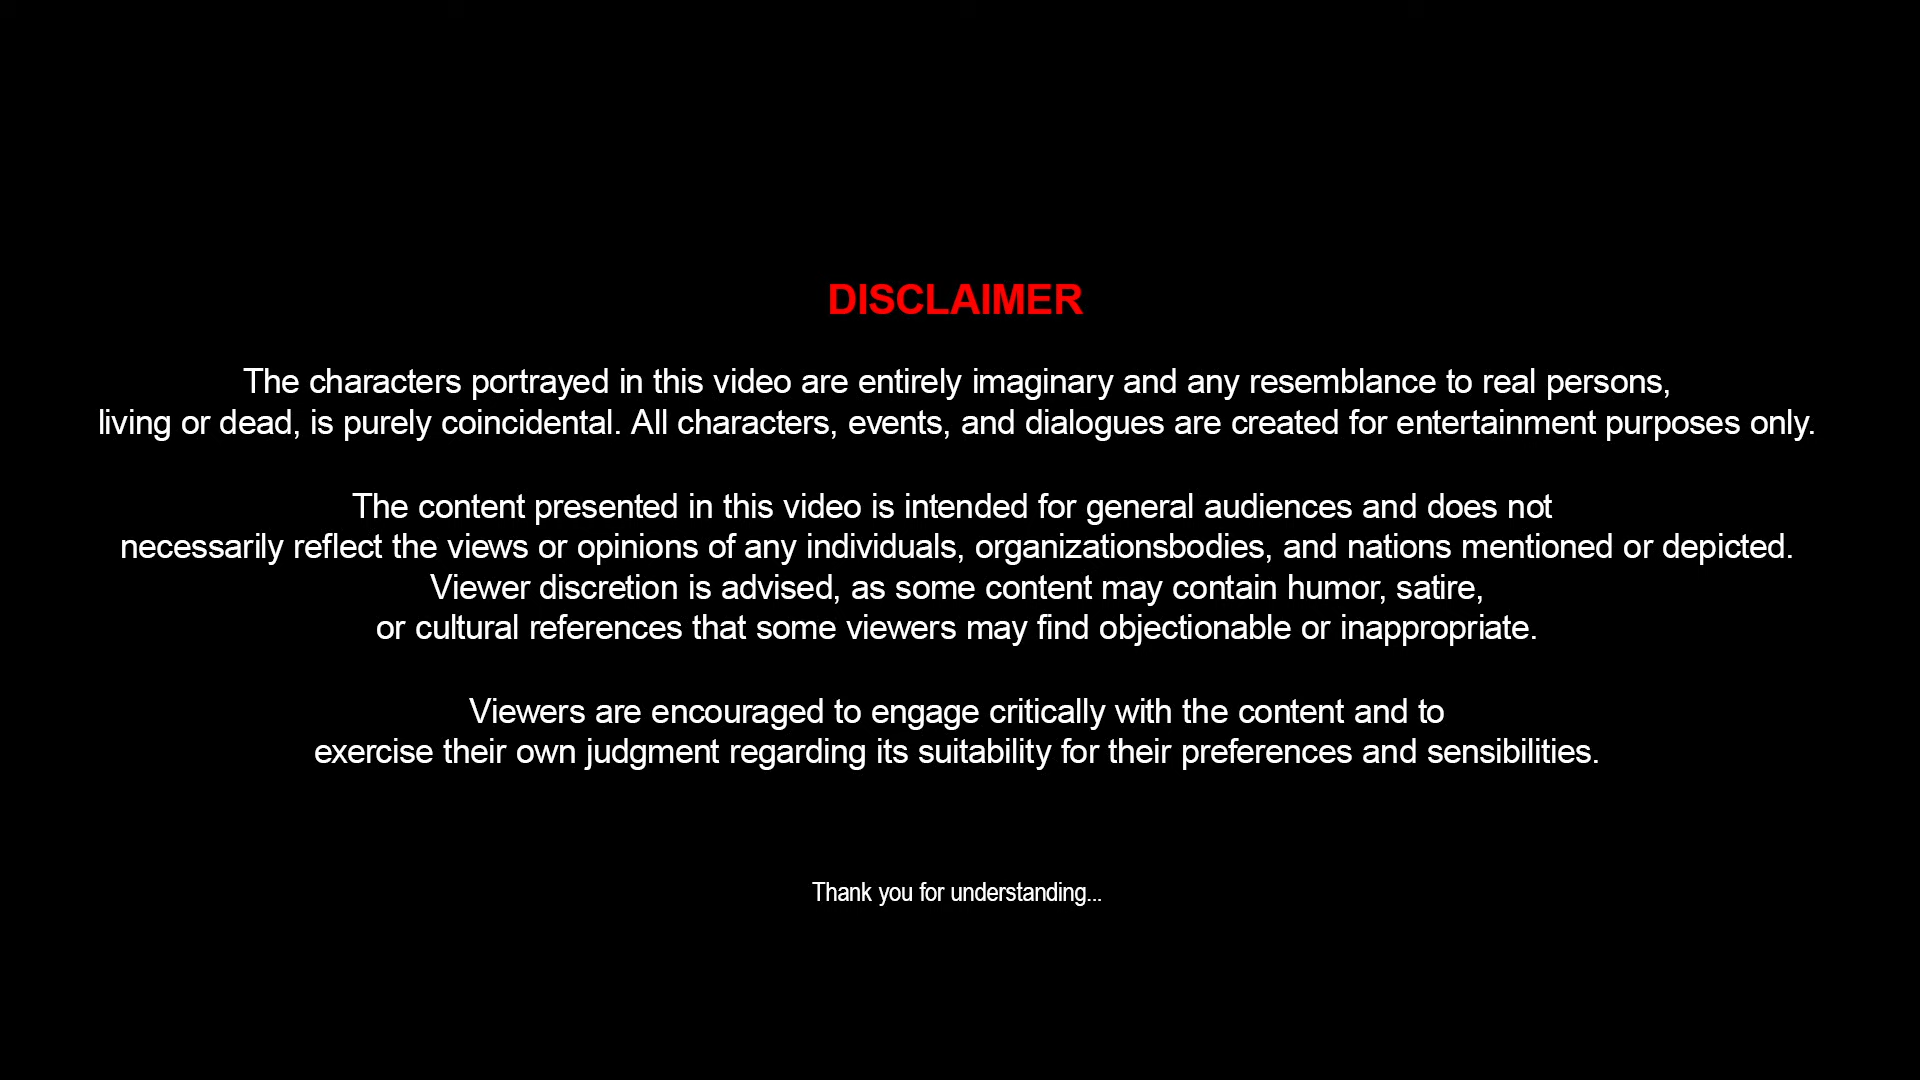 DISCLAIMER
The characters portrayed in this video are entirely imaginary and any resemblance to real persons,
living or dead, is purely coincidental. All characters, events, and dialogues are created for entertainment purposes only.
The content presented in this video is intended for general audiences and does not
necessarily reflect the views or opinions of any individuals, organizationsbodies, and nations mentioned or depicted.
Viewer discretion is advised, as some content may contain humor, satire,
or cultural references that some viewers may find objectionable or inappropriate.
Viewers are encouraged to engage critically with the content and to
exercise their own judgment regarding its suitability for their preferences and sensibilities.
Thank you for understanding...